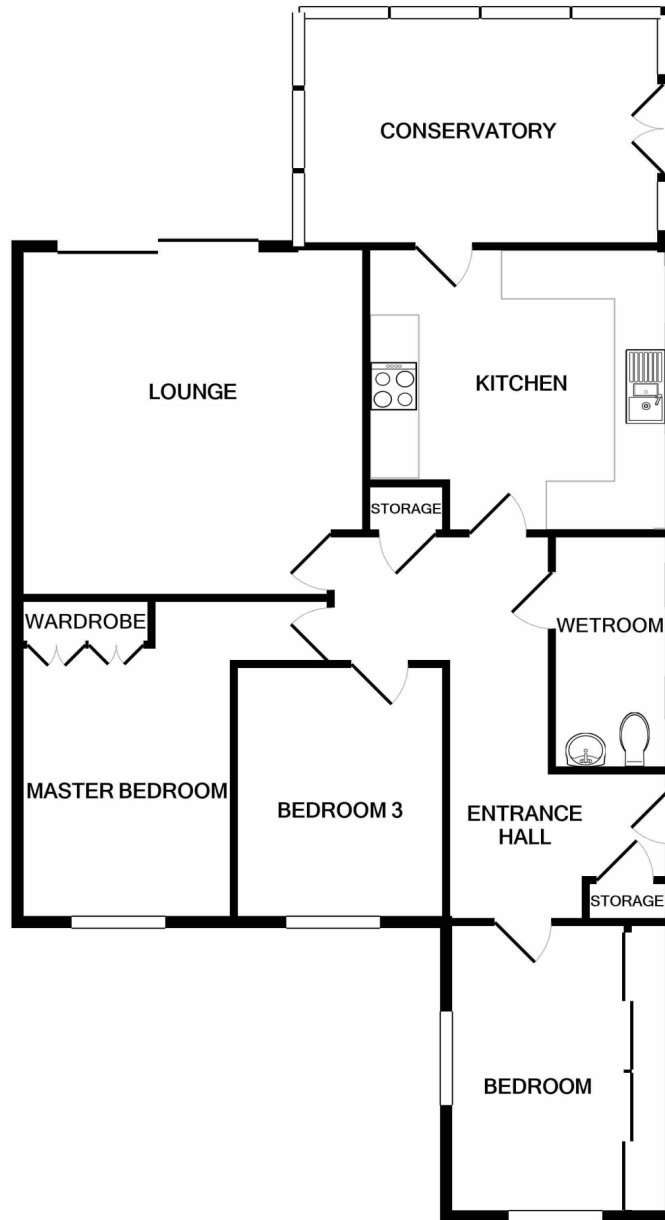 CONSERVATORY
LOUNGE
KITCHEN
STORAGE
WARDROBE
WETROOM
MASTER BEDROOM
BEDROOM 3
ENTRANCE
HALL
STORAGE
BEDROOM